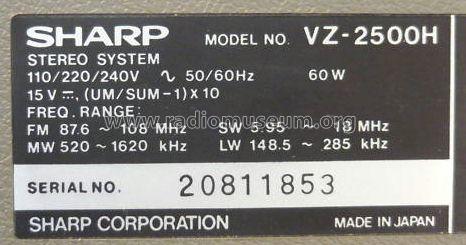 SHARP MODEL NO. VZ-2500H
STEREO SYSTEM
110/220/240V ∿ 50/60Hz 60W
15V ⎓, (UM/SUM-1) x 10
FREQ. RANGE:
FM 87.6 ~ 108 MHz SW 5.95 ~ 18 MHz
www.radiomuseum.org
MW 520 ~ 1620 kHz LW 148.5 ~ 285 kHz
SERIAL NO. 20811853
SHARP CORPORATION MADE IN JAPAN